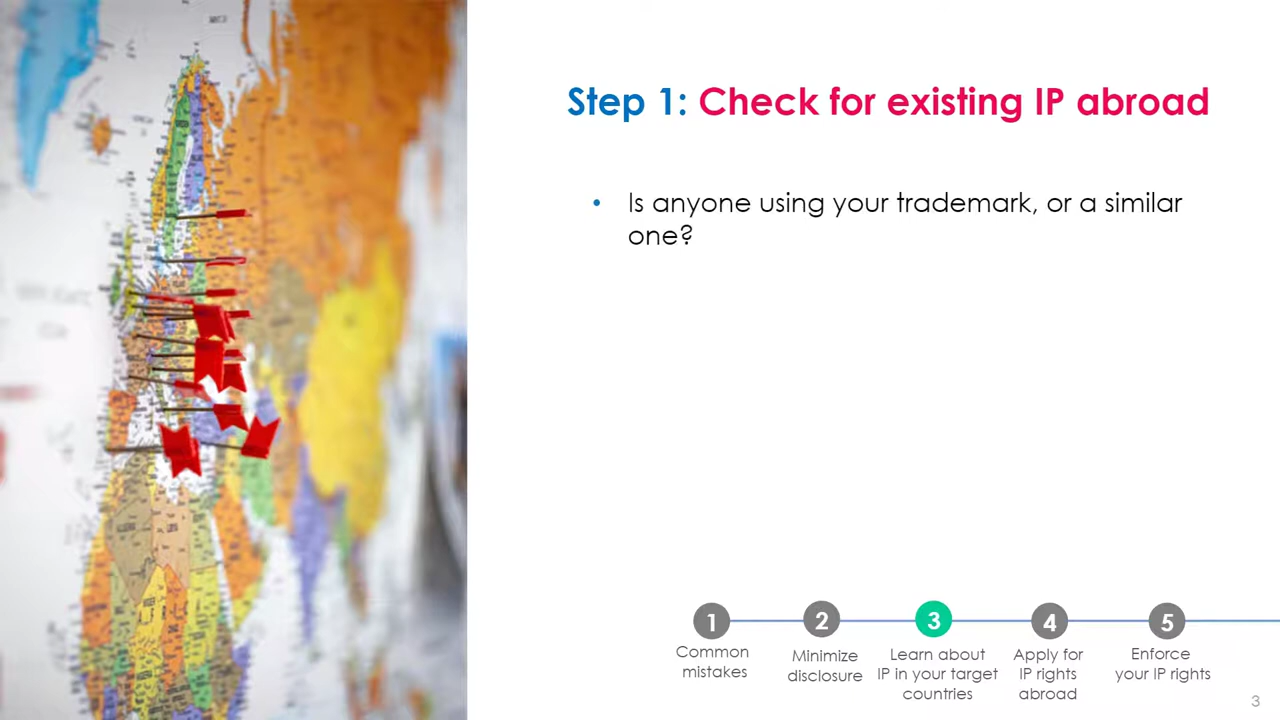 Step 1: Check for existing IP abroad
• Is anyone using your trademark, or a similar
one?
1
Common
mistakes
2
Minimize
disclosure
3
Learn about
IP in your target
countries
4
Apply for
IP rights
abroad
5
Enforce
your IP rights
3